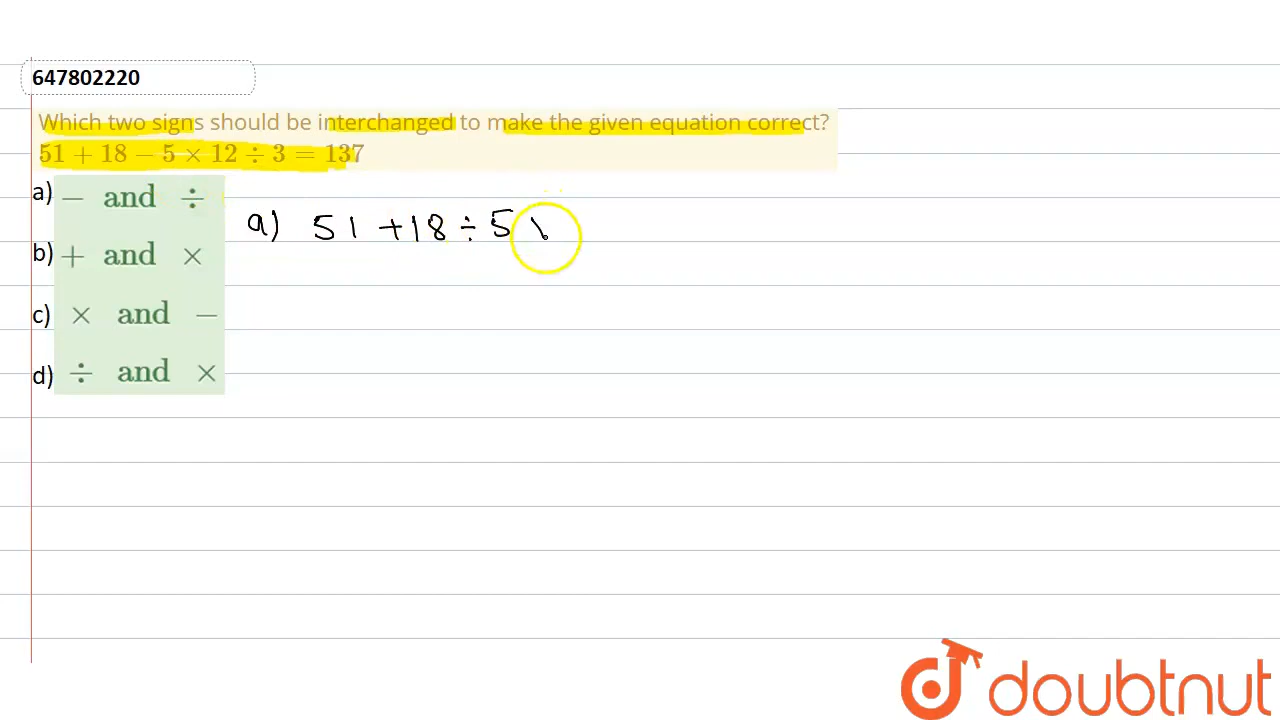 647802220
Which two signs should be interchanged to make the given equation correct?
51 + 18 − 5 × 12 ÷ 3 = 137
a) − and ÷
a) 51 +18 ÷ 5
b) + and ×
c) × and −
d) ÷ and ×
doubtnut